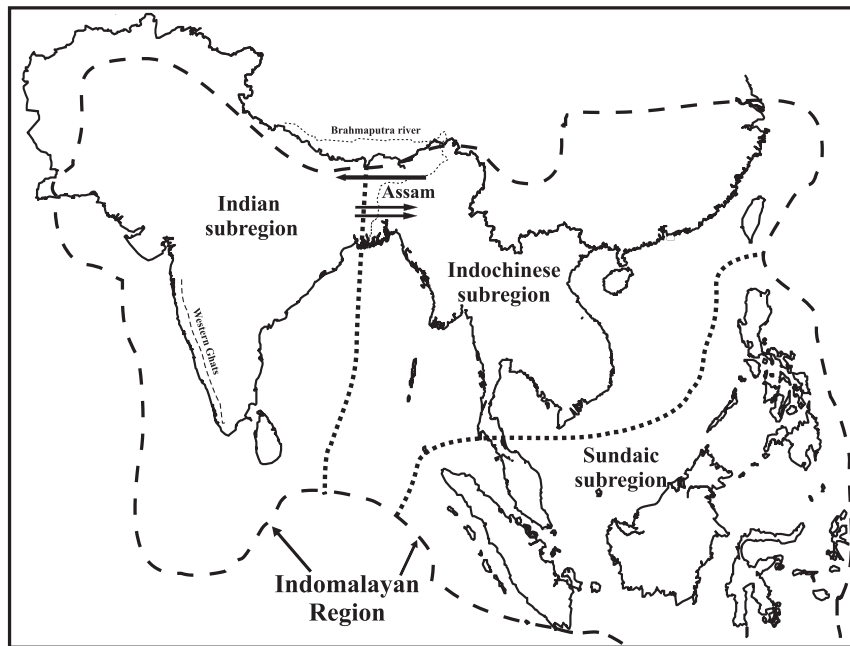 Brahmaputra river
Assam
Indian
subregion
Indochinese
subregion
Western Ghats
Sundaic
subregion
Indomalayan
Region